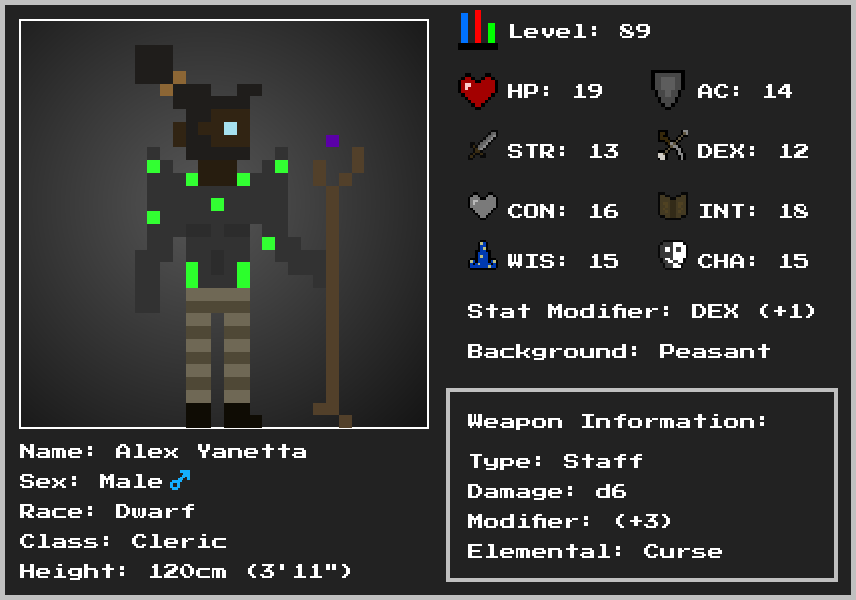 Level: 89
HP: 19
AC: 14
STR: 13
DEX: 12
CON: 16
INT: 18
WIS: 15
CHA: 15
Stat Modifier: DEX (+1)
Background: Peasant
Weapon Information:
Type: Staff
Damage: d6
Modifier: (+3)
Elemental: Curse
Name: Alex Yanetta
Sex: Male♂
Race: Dwarf
Class: Cleric
Height: 120cm (3'11")